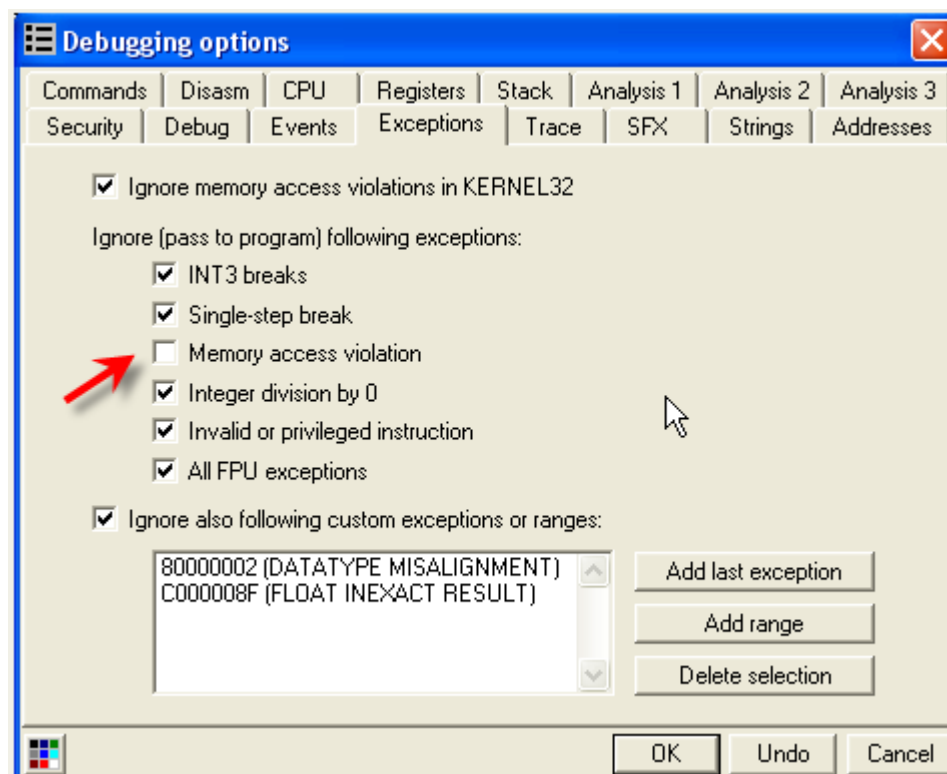 Debugging options
Commands Disasm CPU Registers Stack Analysis 1 Analysis 2 Analysis 3
Security Debug Events Exceptions Trace SFX Strings Addresses
Ignore memory access violations in KERNEL32
Ignore (pass to program) following exceptions:
INT3 breaks
Single-step break
Memory access violation
Integer division by 0
Invalid or privileged instruction
All FPU exceptions
Ignore also following custom exceptions or ranges:
80000002 (DATATYPE MISALIGNMENT)
C000008F (FLOAT INEXACT RESULT)
Add last exception
Add range
Delete selection
OK Undo Cancel